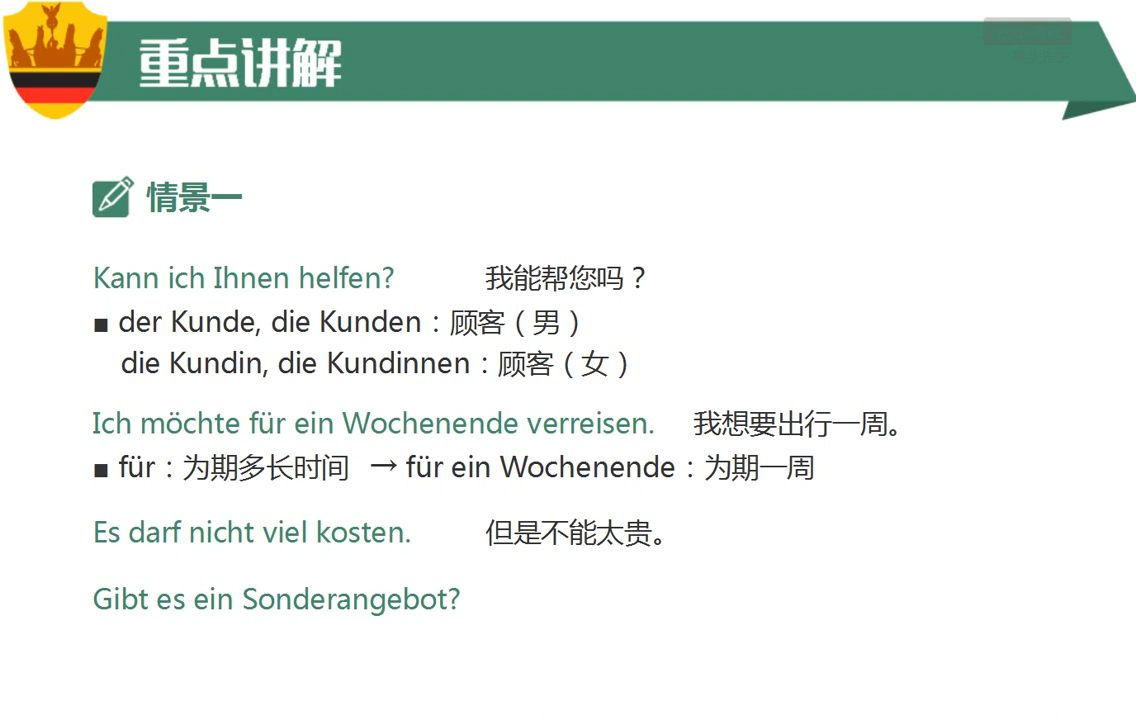 重点讲解
情景一
Kann ich Ihnen helfen? 我能帮您吗？
■ der Kunde, die Kunden：顾客（男）
die Kundin, die Kundinnen：顾客（女）
Ich möchte für ein Wochenende verreisen. 我想要出行一周。
■ für：为期多长时间 → für ein Wochenende：为期一周
Es darf nicht viel kosten. 但是不能太贵。
Gibt es ein Sonderangebot?